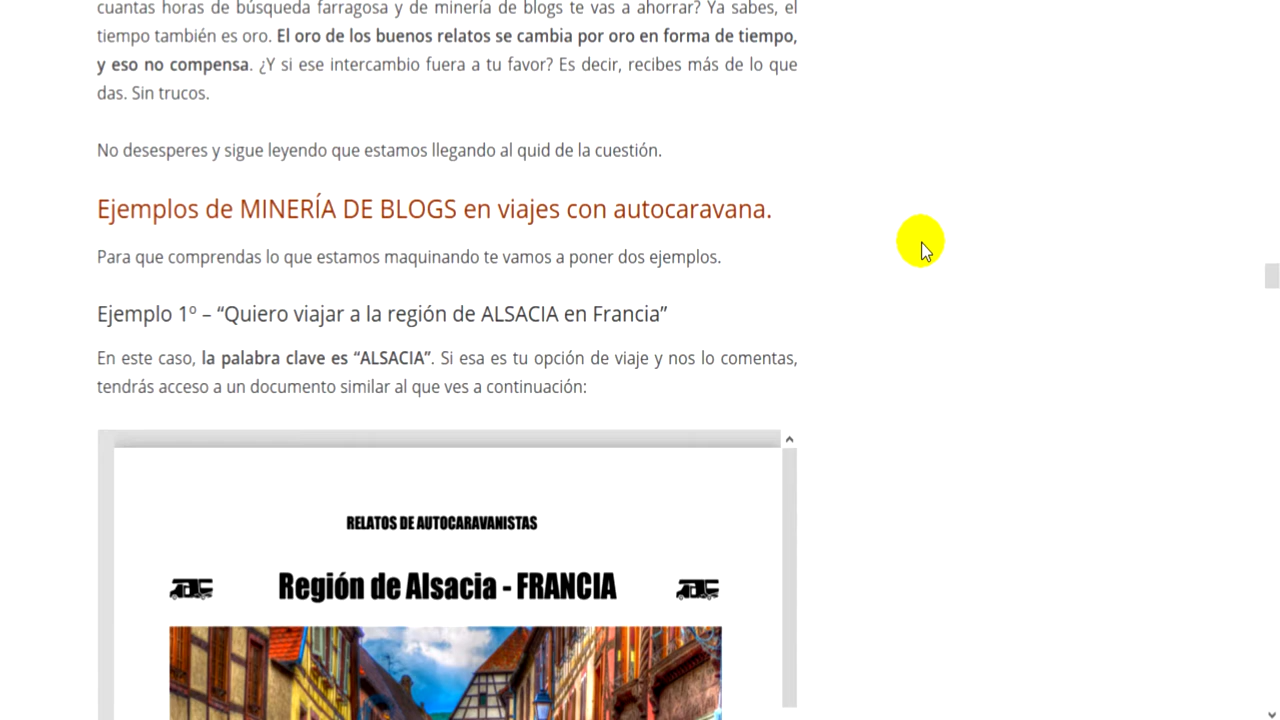 cuantas horas de búsqueda farragosa y de minería de blogs te vas a ahorrar? Ya sabes, el
tiempo también es oro. El oro de los buenos relatos se cambia por oro en forma de tiempo,
y eso no compensa. ¿Y si ese intercambio fuera a tu favor? Es decir, recibes más de lo que
das. Sin trucos.
No desesperes y sigue leyendo que estamos llegando al quid de la cuestión.
Ejemplos de MINERÍA DE BLOGS en viajes con autocaravana.
Para que comprendas lo que estamos maquinando te vamos a poner dos ejemplos.
Ejemplo 1º – “Quiero viajar a la región de ALSACIA en Francia”
En este caso, la palabra clave es “ALSACIA”. Si esa es tu opción de viaje y nos lo comentas,
tendrás acceso a un documento similar al que ves a continuación:
RELATOS DE AUTOCARAVANISTAS
Región de Alsacia - FRANCIA